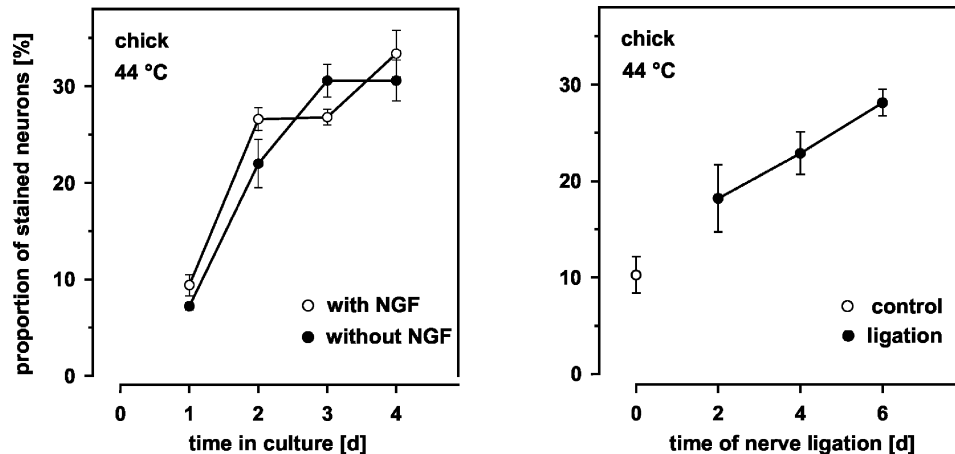 proportion of stained neurons [%]
chick
44 °C
30
20
10
0
with NGF
without NGF
0 1 2 3 4
time in culture [d]
chick
44 °C
30
20
10
0
control
ligation
0 2 4 6
time of nerve ligation [d]